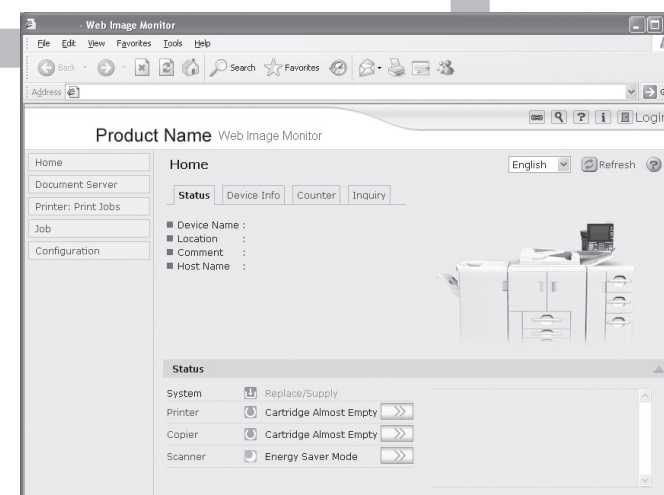 - Web Image Monitor
File Edit View Favorites Tools Help
Back Search Favorites
Address
Login
Product Name Web Image Monitor
Home
Document Server
Printer: Print Jobs
Job
Configuration
Home English Refresh
Status Device Info Counter Inquiry
Device Name :
Location :
Comment :
Host Name :
Status
System Replace/Supply
Printer Cartridge Almost Empty
Copier Cartridge Almost Empty
Scanner Energy Saver Mode